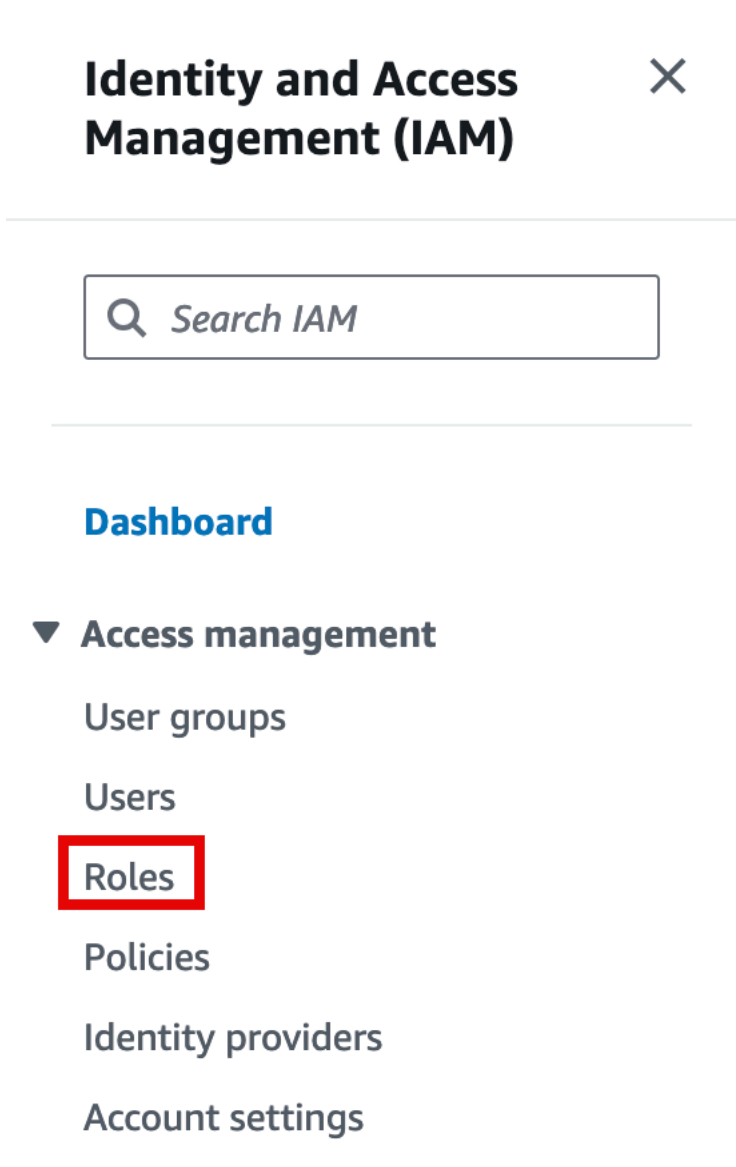 Identity and Access
Management (IAM)
Search IAM
Dashboard
Access management
User groups
Users
Roles
Policies
Identity providers
Account settings